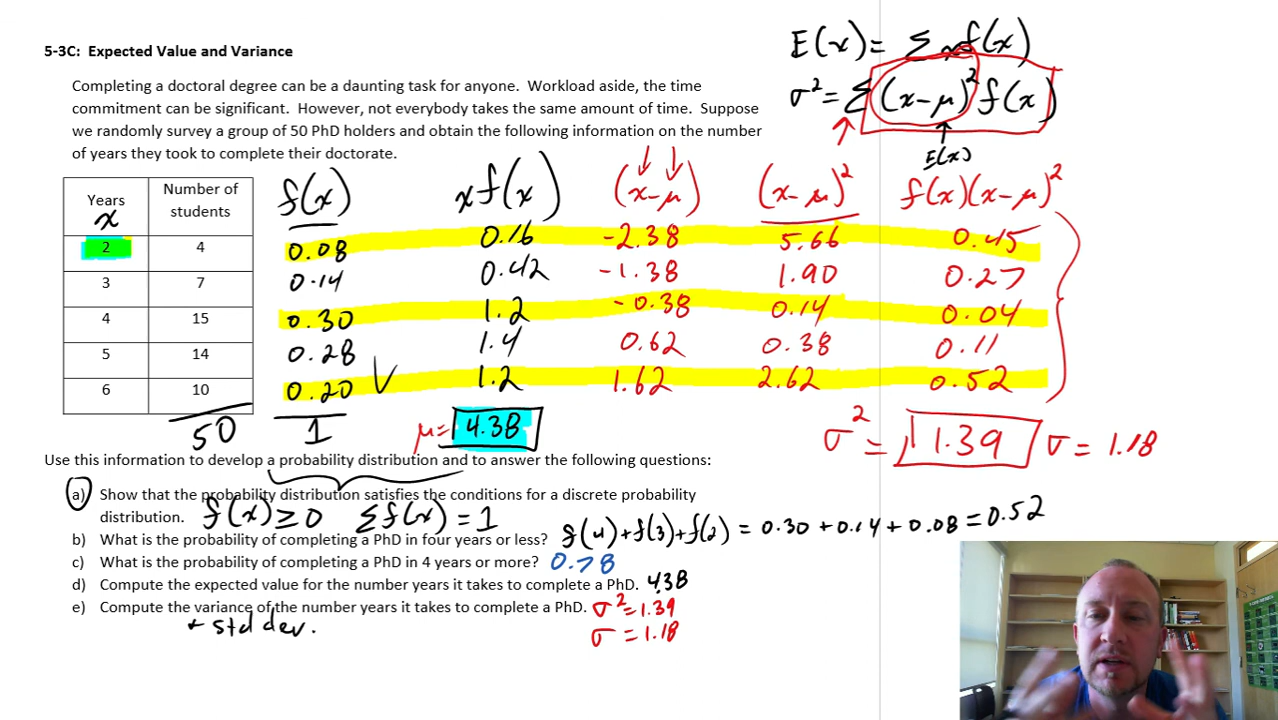 5-3C: Expected Value and Variance
E(x) = Σ xf(x)
σ² = Σ (x-μ)² f(x)
E(x)
Completing a doctoral degree can be a daunting task for anyone. Workload aside, the time
commitment can be significant. However, not everybody takes the same amount of time. Suppose
we randomly survey a group of 50 PhD holders and obtain the following information on the number
of years they took to complete their doctorate.
Years x Number of students f(x) xf(x) (x-μ) (x-μ)² f(x)(x-μ)²
2 4 0.08 0.16 -2.38 5.66 0.45
3 7 0.14 0.42 -1.38 1.90 0.27
4 15 0.30 1.2 -0.38 0.14 0.04
5 14 0.28 1.4 0.62 0.38 0.11
6 10 0.20 1.2 1.62 2.62 0.52
50 1 μ= 4.38 σ² = 1.39 σ = 1.18
Use this information to develop a probability distribution and to answer the following questions:
a) Show that the probability distribution satisfies the conditions for a discrete probability
distribution. f(x) ≥ 0 Σf(x) = 1
b) What is the probability of completing a PhD in four years or less? f(4)+f(3)+f(2) = 0.30+0.14+0.08=0.52
c) What is the probability of completing a PhD in 4 years or more? 0.78
d) Compute the expected value for the number years it takes to complete a PhD. 4.38
e) Compute the variance of the number years it takes to complete a PhD. σ²=1.39
+ std dev. σ =1.18